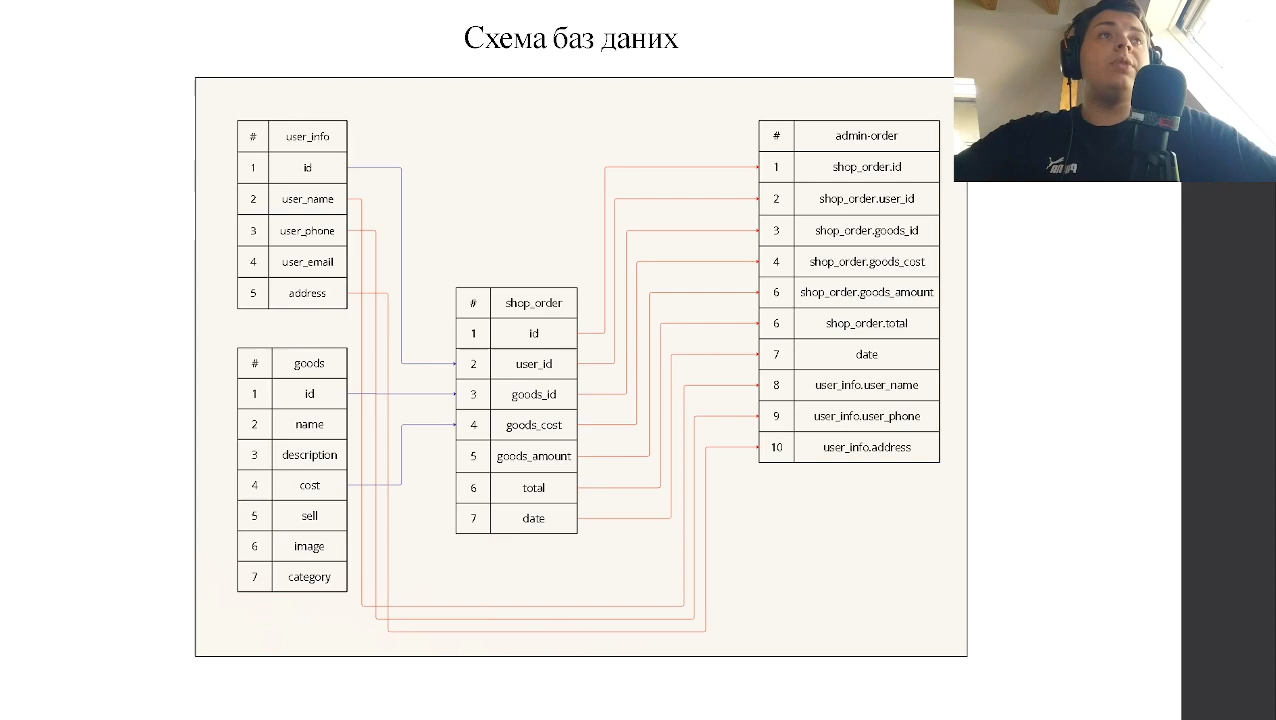 Схема баз даних
# user_info
1 id
2 user_name
3 user_phone
4 user_email
5 address
# goods
1 id
2 name
3 description
4 cost
5 sell
6 image
7 category
# shop_order
1 id
2 user_id
3 goods_id
4 goods_cost
5 goods_amount
6 total
7 date
# admin-order
1 shop_order.id
2 shop_order.user_id
3 shop_order.goods_id
4 shop_order.goods_cost
6 shop_order.goods_amount
6 shop_order.total
7 date
8 user_info.user_name
9 user_info.user_phone
10 user_info.address